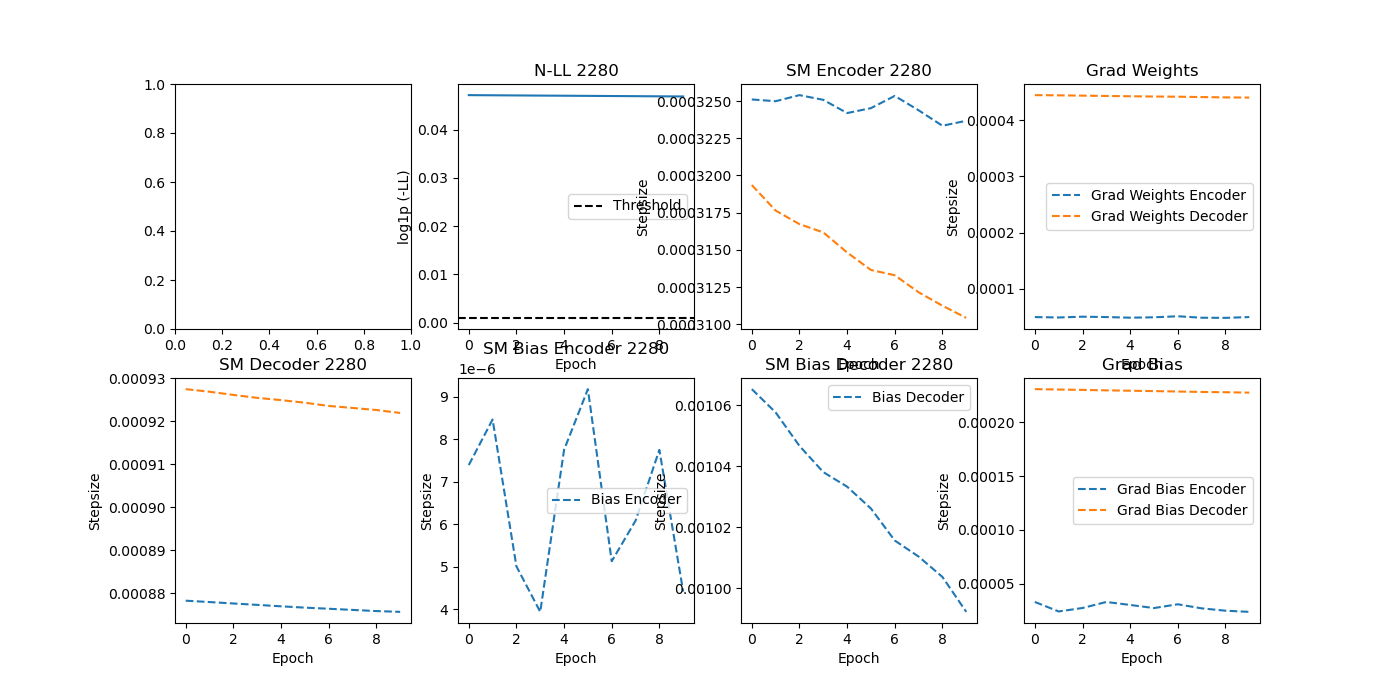 N-LL 2280
SM Encoder 2280
Grad Weights
1.0
0.8
0.6
0.4
0.2
0.0
0.0 0.2 0.4 0.6 0.8 1.0
log1p (-LL)
0.04
0.03
0.02
0.01
0.00
Threshold
0 2 4 6 8
Epoch
Stepsize
0.0003250
0.0003225
0.0003200
0.0003175
0.0003150
0.0003125
0.0003100
0 2 4 6 8
Epoch
Stepsize
0.0004
0.0003
0.0002
0.0001
Grad Weights Encoder
Grad Weights Decoder
0 2 4 6 8
Epoch
SM Decoder 2280
SM Bias Encoder 2280
SM Bias Decoder 2280
Grad Bias
Stepsize
0.00093
0.00092
0.00091
0.00090
0.00089
0.00088
0 2 4 6 8
Epoch
1e−6
Stepsize
9
8
7
6
5
4
Bias Encoder
0 2 4 6 8
Epoch
Stepsize
0.00106
0.00104
0.00102
0.00100
Bias Decoder
0 2 4 6 8
Epoch
Stepsize
0.00020
0.00015
0.00010
0.00005
Grad Bias Encoder
Grad Bias Decoder
0 2 4 6 8
Epoch